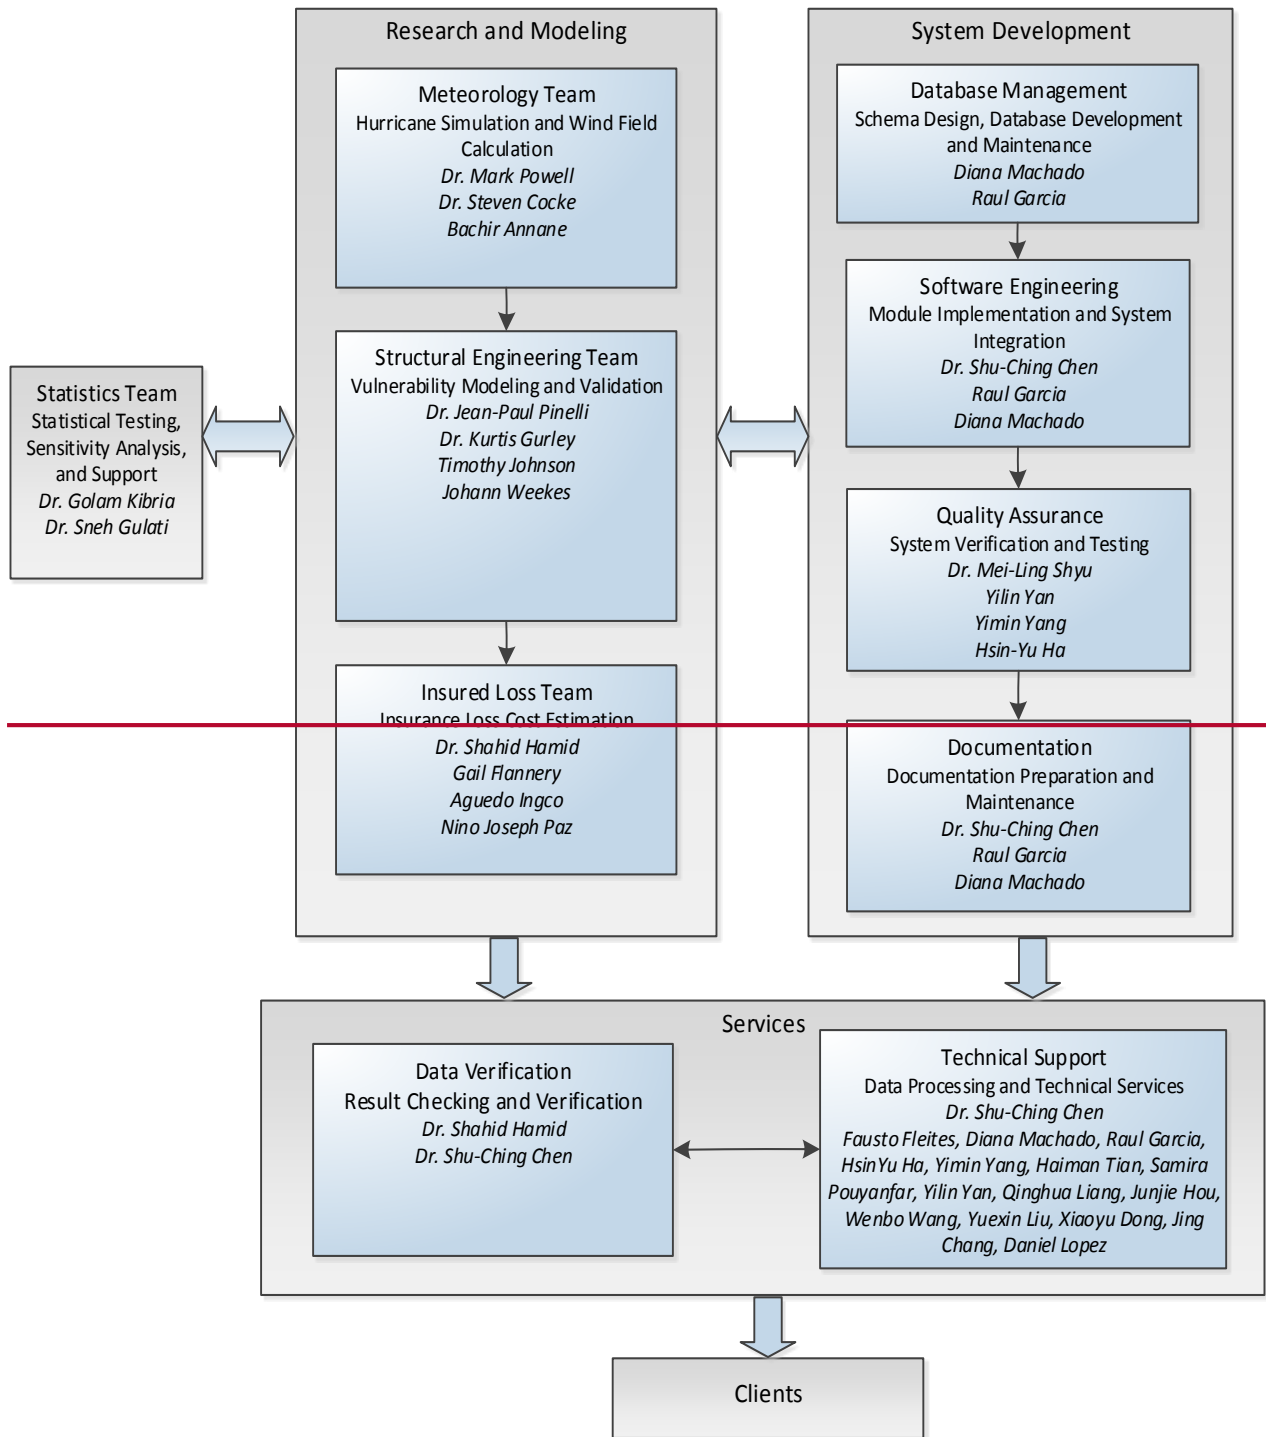 Research and Modeling
Meteorology Team
Hurricane Simulation and Wind Field
Calculation
Dr. Mark Powell
Dr. Steven Cocke
Bachir Annane
Structural Engineering Team
Vulnerability Modeling and Validation
Dr. Jean-Paul Pinelli
Dr. Kurtis Gurley
Timothy Johnson
Johann Weekes
Insured Loss Team
Insurance Loss Cost Estimation
Dr. Shahid Hamid
Gail Flannery
Aguedo Ingco
Nino Joseph Paz
System Development
Database Management
Schema Design, Database Development
and Maintenance
Diana Machado
Raul Garcia
Software Engineering
Module Implementation and System
Integration
Dr. Shu-Ching Chen
Raul Garcia
Diana Machado
Quality Assurance
System Verification and Testing
Dr. Mei-Ling Shyu
Yilin Yan
Yimin Yang
Hsin-Yu Ha
Documentation
Documentation Preparation and
Maintenance
Dr. Shu-Ching Chen
Raul Garcia
Diana Machado
Statistics Team
Statistical Testing,
Sensitivity Analysis,
and Support
Dr. Golam Kibria
Dr. Sneh Gulati
Services
Data Verification
Result Checking and Verification
Dr. Shahid Hamid
Dr. Shu-Ching Chen
Technical Support
Data Processing and Technical Services
Dr. Shu-Ching Chen
Fausto Fleites, Diana Machado, Raul Garcia,
HsinYu Ha, Yimin Yang, Haiman Tian, Samira
Pouyanfar, Yilin Yan, Qinghua Liang, Junjie Hou,
Wenbo Wang, Yuexin Liu, Xiaoyu Dong, Jing
Chang, Daniel Lopez
Clients